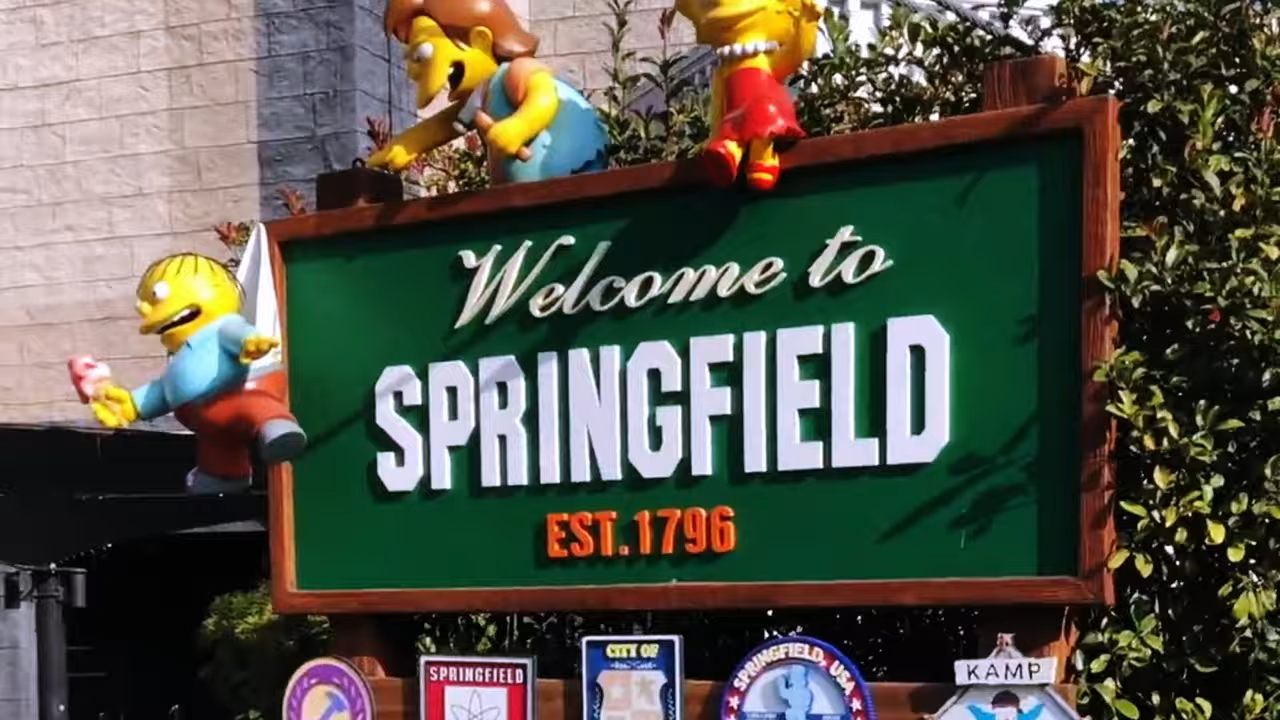 Welcome to
SPRINGFIELD
EST.1796
SPRINGFIELD
CITY OF
SPRINGFIELD, USA
KAMP